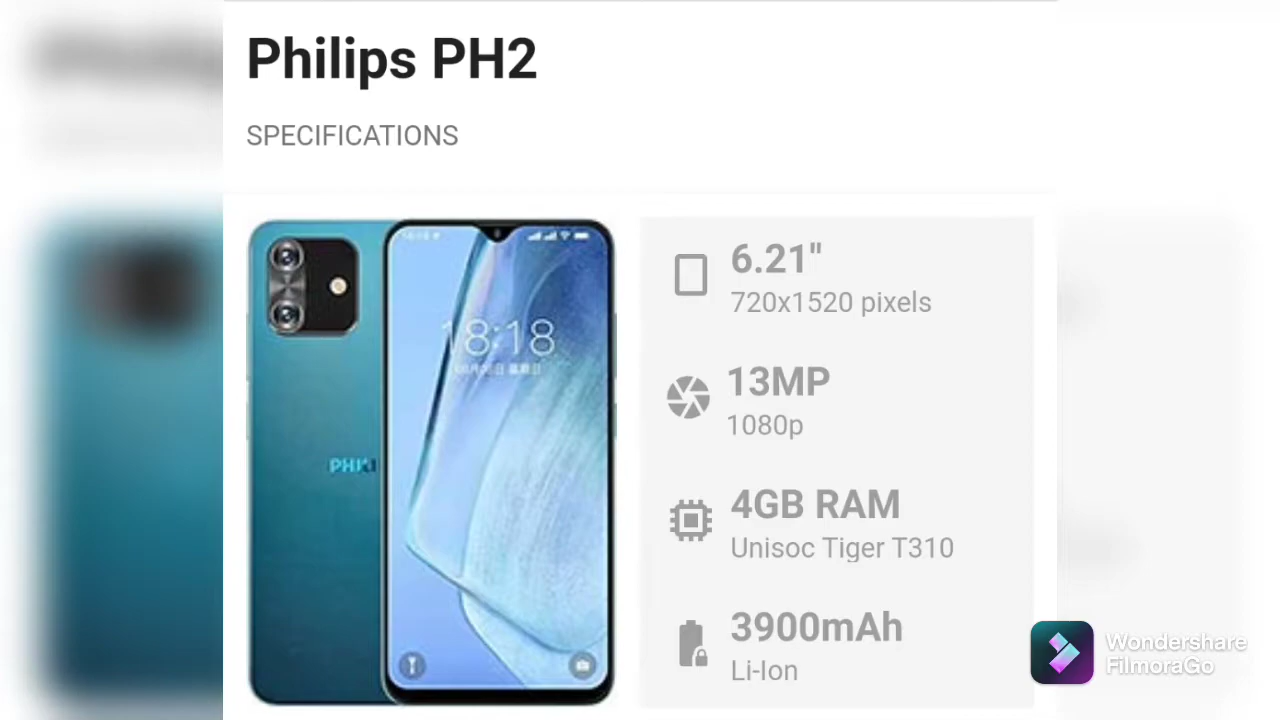 Philips PH2
SPECIFICATIONS
6.21"
720x1520 pixels
13MP
1080p
4GB RAM
Unisoc Tiger T310
3900mAh
Li-Ion
18:18
PHILI
Wondershare
FilmoraGo